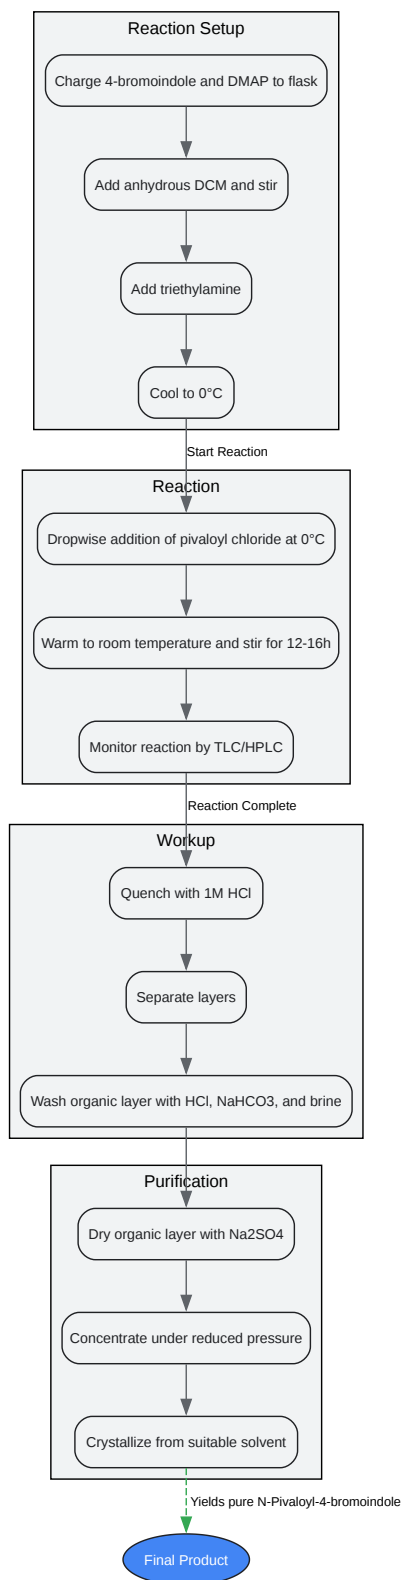 Reaction Setup
Charge 4-bromoindole and DMAP to flask
Add anhydrous DCM and stir
Add triethylamine
Cool to 0°C
Start Reaction
Reaction
Dropwise addition of pivaloyl chloride at 0°C
Warm to room temperature and stir for 12-16h
Monitor reaction by TLC/HPLC
Reaction Complete
Workup
Quench with 1M HCl
Separate layers
Wash organic layer with HCl, NaHCO3, and brine
Purification
Dry organic layer with Na2SO4
Concentrate under reduced pressure
Crystallize from suitable solvent
Yields pure N-Pivaloyl-4-bromoindole
Final Product